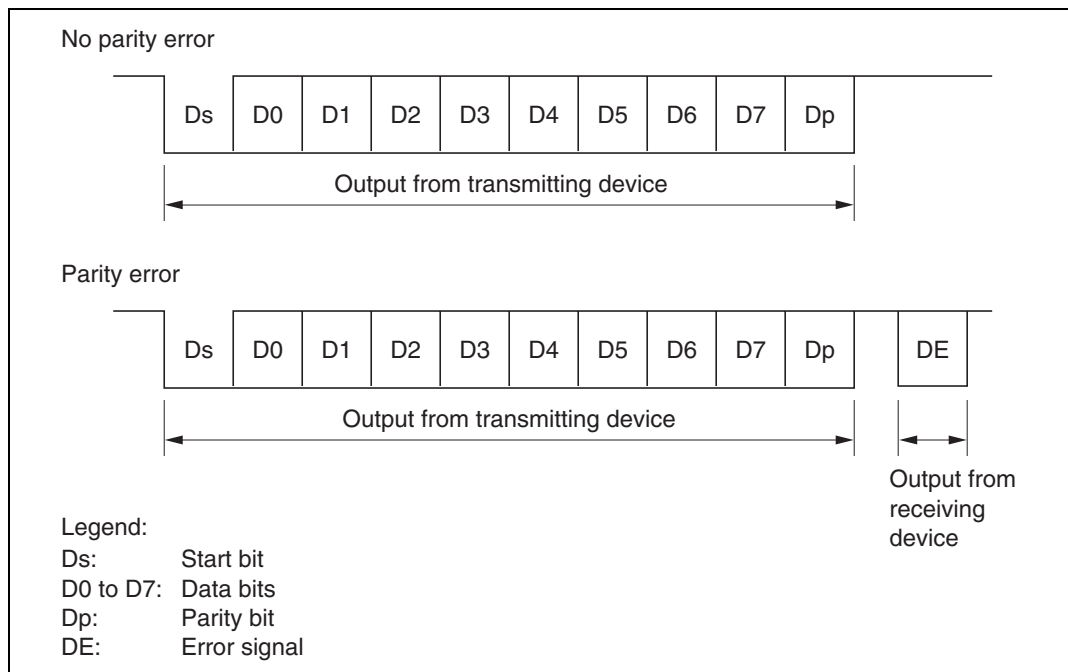 No parity error
Ds D0 D1 D2 D3 D4 D5 D6 D7 Dp
Output from transmitting device
Parity error
Ds D0 D1 D2 D3 D4 D5 D6 D7 Dp DE
Output from transmitting device
Output from
receiving
device
Legend:
Ds: Start bit
D0 to D7: Data bits
Dp: Parity bit
DE: Error signal